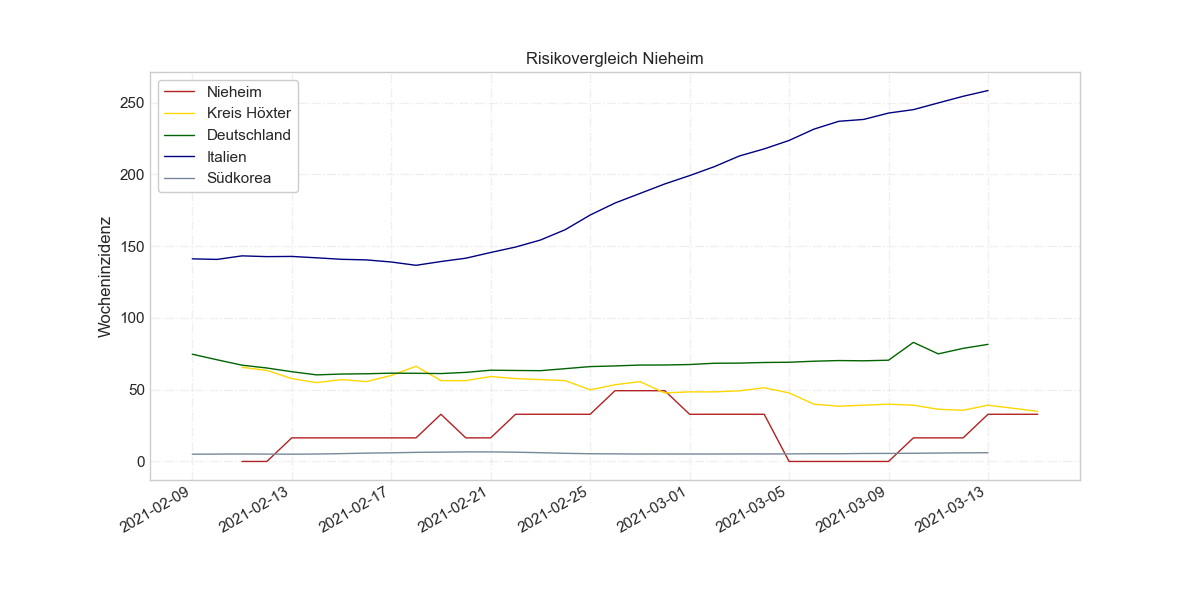 Risikovergleich Nieheim
Nieheim
Kreis Höxter
Deutschland
Italien
Südkorea
Wocheninzidenz
250
200
150
100
50
0
2021-02-09
2021-02-13
2021-02-17
2021-02-21
2021-02-25
2021-03-01
2021-03-05
2021-03-09
2021-03-13